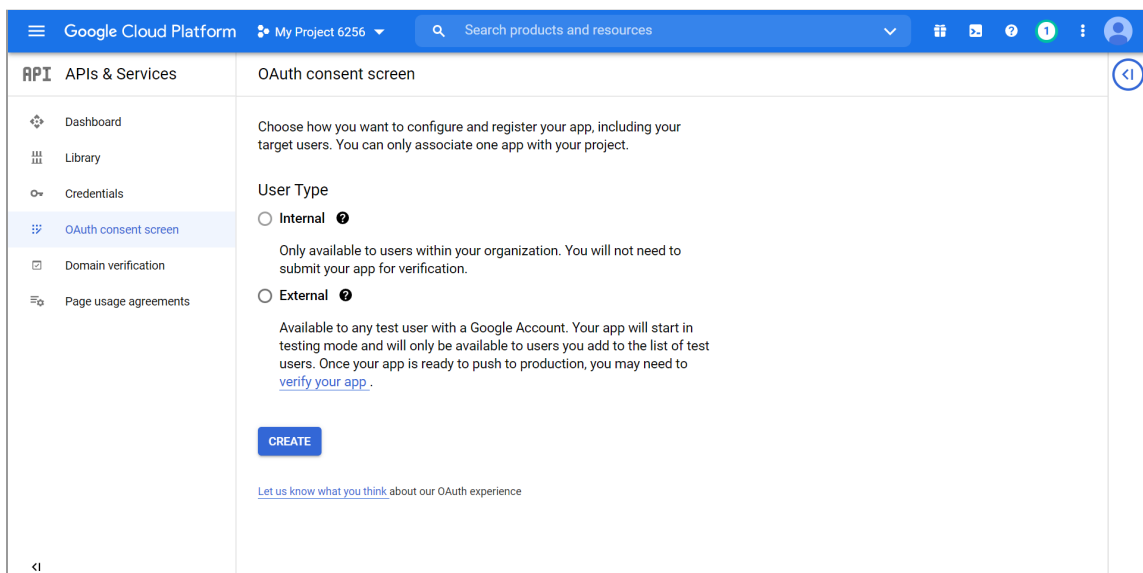 Google Cloud Platform My Project 6256 Search products and resources 1
API APIs & Services OAuth consent screen
Dashboard
Library
Credentials
OAuth consent screen
Domain verification
Page usage agreements
Choose how you want to configure and register your app, including your
target users. You can only associate one app with your project.
User Type
Internal
Only available to users within your organization. You will not need to
submit your app for verification.
External
Available to any test user with a Google Account. Your app will start in
testing mode and will only be available to users you add to the list of test
users. Once your app is ready to push to production, you may need to
verify your app .
CREATE
Let us know what you think about our OAuth experience